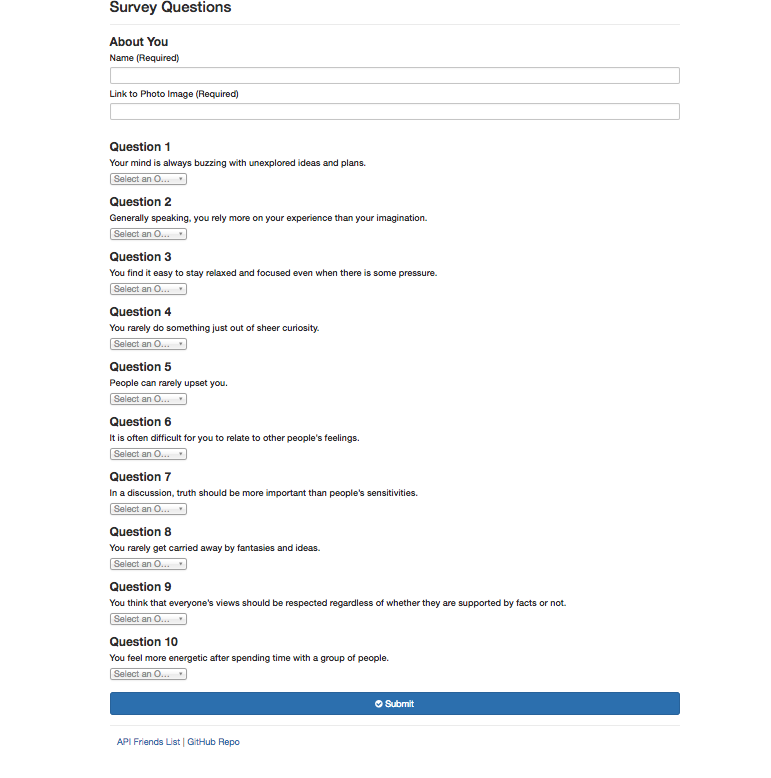 Survey Questions
About You
Name (Required)
Link to Photo Image (Required)
Question 1
Your mind is always buzzing with unexplored ideas and plans.
Select an O...
Question 2
Generally speaking, you rely more on your experience than your imagination.
Select an O...
Question 3
You find it easy to stay relaxed and focused even when there is some pressure.
Select an O...
Question 4
You rarely do something just out of sheer curiosity.
Select an O...
Question 5
People can rarely upset you.
Select an O...
Question 6
It is often difficult for you to relate to other people's feelings.
Select an O...
Question 7
In a discussion, truth should be more important than people's sensitivities.
Select an O...
Question 8
You rarely get carried away by fantasies and ideas.
Select an O...
Question 9
You think that everyone's views should be respected regardless of whether they are supported by facts or not.
Select an O...
Question 10
You feel more energetic after spending time with a group of people.
Select an O...
Submit
API Friends List | GitHub Repo